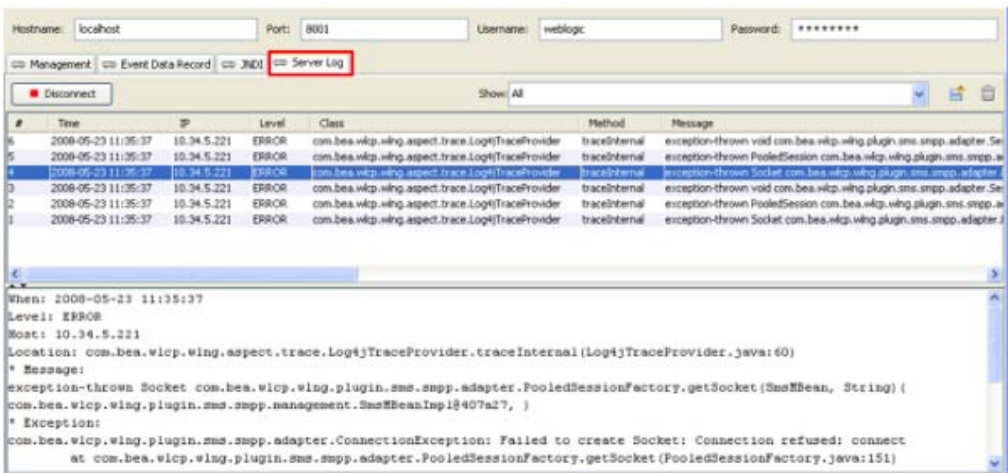 Hostname: localhost Port: 8001 Username: weblogic Password: ********
Management Event Data Record JNDI Server Log
Disconnect Show: All
# Time IP Level Class Method Message
6 2008-05-23 11:35:37 10.34.5.221 ERROR com.bea.wlcp.wlng.aspect.trace.Log4jTraceProvider traceInternal exception-thrown void com.bea.wlcp.wlng.plugin.sms.smpp.adapter.Se
5 2008-05-23 11:35:37 10.34.5.221 ERROR com.bea.wlcp.wlng.aspect.trace.Log4jTraceProvider traceInternal exception-thrown PooledSession com.bea.wlcp.wlng.plugin.sms.smpp.a
4 2008-05-23 11:35:37 10.34.5.221 ERROR com.bea.wlcp.wlng.aspect.trace.Log4jTraceProvider traceInternal exception-thrown Socket com.bea.wlcp.wlng.plugin.sms.smpp.adapter.
3 2008-05-23 11:35:37 10.34.5.221 ERROR com.bea.wlcp.wlng.aspect.trace.Log4jTraceProvider traceInternal exception-thrown void com.bea.wlcp.wlng.plugin.sms.smpp.adapter.Se
2 2008-05-23 11:35:37 10.34.5.221 ERROR com.bea.wlcp.wlng.aspect.trace.Log4jTraceProvider traceInternal exception-thrown PooledSession com.bea.wlcp.wlng.plugin.sms.smpp.a
1 2008-05-23 11:35:37 10.34.5.221 ERROR com.bea.wlcp.wlng.aspect.trace.Log4jTraceProvider traceInternal exception-thrown Socket com.bea.wlcp.wlng.plugin.sms.smpp.adapter.
When: 2008-05-23 11:35:37
Level: ERROR
Host: 10.34.5.221
Location: com.bea.wlcp.wlng.aspect.trace.Log4jTraceProvider.traceInternal(Log4jTraceProvider.java:60)
* Message:
exception-thrown Socket com.bea.wlcp.wlng.plugin.sms.smpp.adapter.PooledSessionFactory.getSocket(SmsMBean, String)(
com.bea.wlcp.wlng.plugin.sms.smpp.management.SmsMBeanImpl@407a27, )
* Exception:
com.bea.wlcp.wlng.plugin.sms.smpp.adapter.ConnectionException: Failed to create Socket: Connection refused: connect
at com.bea.wlcp.wlng.plugin.sms.smpp.adapter.PooledSessionFactory.getSocket(PooledSessionFactory.java:151)